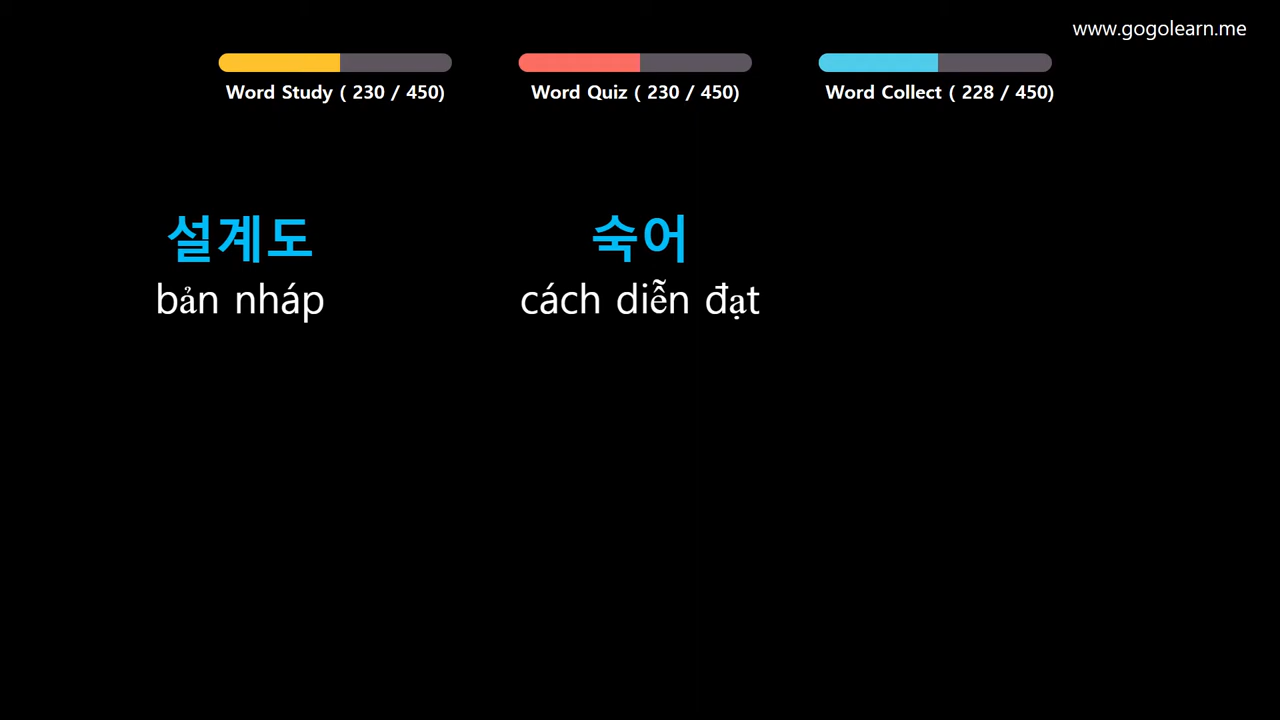 www.gogolearn.me
Word Study ( 230 / 450)
Word Quiz ( 230 / 450)
Word Collect ( 228 / 450)
설계도
숙어
bản nháp
cách diễn đạt